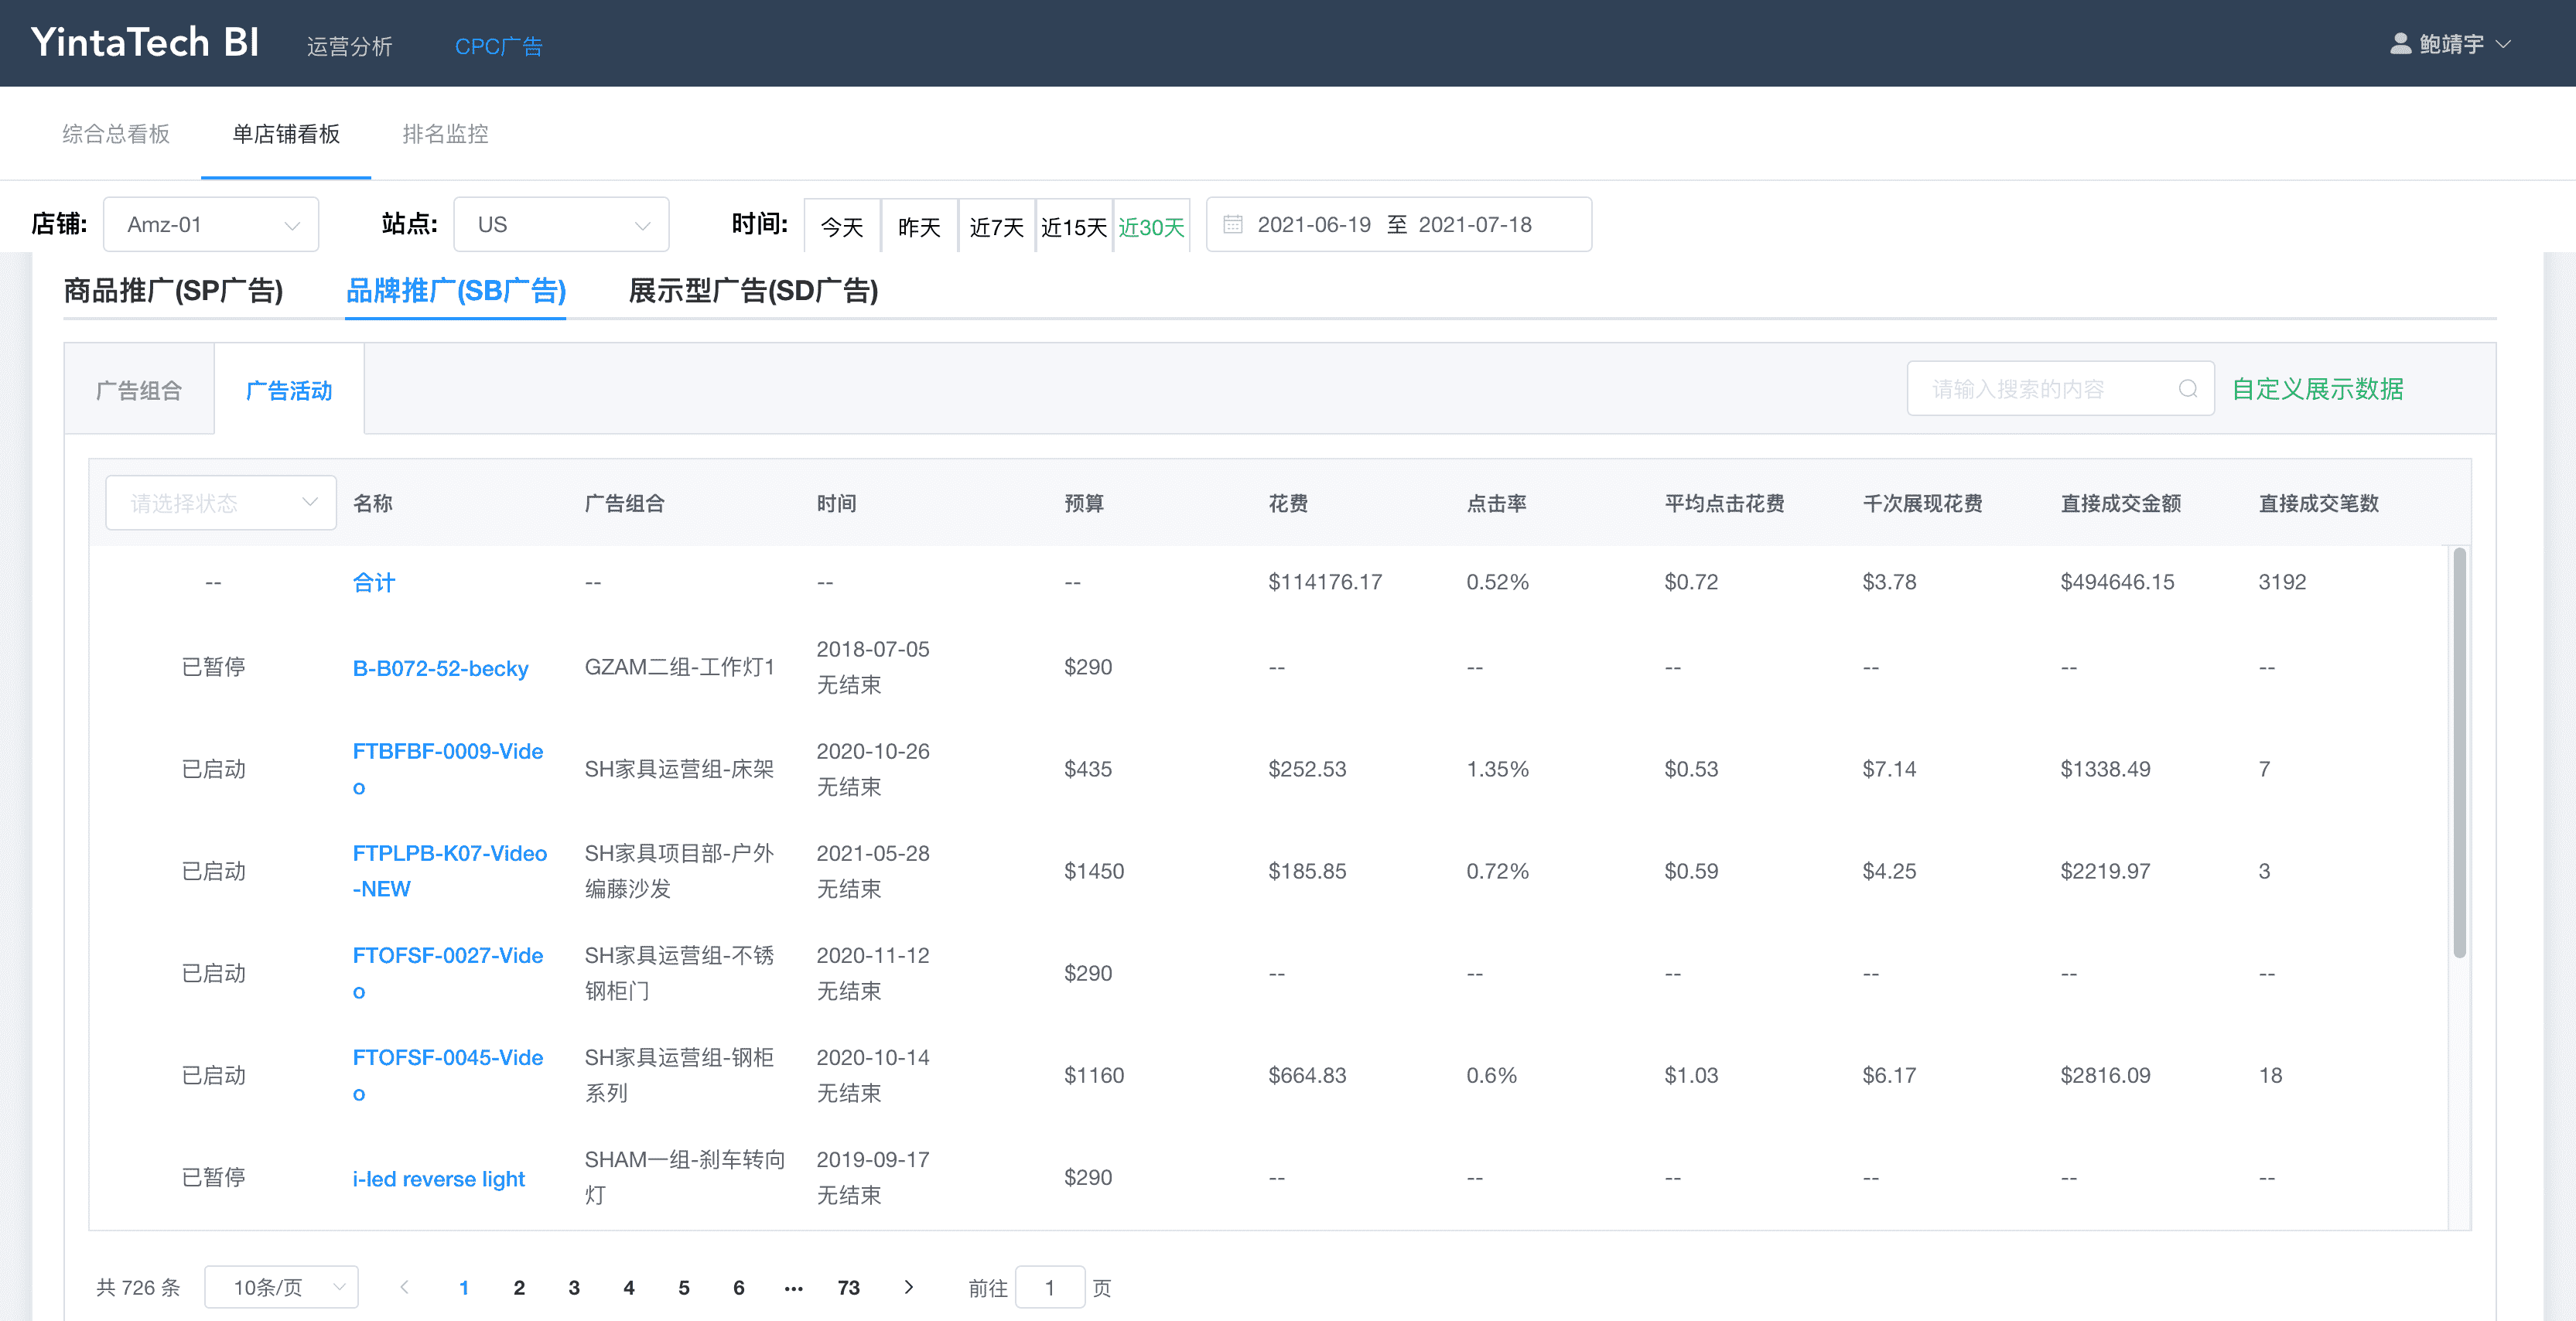 YintaTech BI 运营分析 CPC广告 鲍靖宇
综合总看板 单店铺看板 排名监控
店铺: Amz-01 站点: US 时间: 今天 昨天 近7天 近15天 近30天 2021-06-19 至 2021-07-18
商品推广(SP广告) 品牌推广(SB广告) 展示型广告(SD广告)
广告组合 广告活动 请输入搜索的内容 自定义展示数据
请选择状态 名称 广告组合 时间 预算 花费 点击率 平均点击花费 千次展现花费 直接成交金额 直接成交笔数
-- 合计 -- -- -- $114176.17 0.52% $0.72 $3.78 $494646.15 3192
已暂停 B-B072-52-becky GZAM二组-工作灯1 2018-07-05
无结束 $290 -- -- -- -- -- --
已启动 FTBFBF-0009-Vide
o SH家具运营组-床架 2020-10-26
无结束 $435 $252.53 1.35% $0.53 $7.14 $1338.49 7
已启动 FTPLPB-K07-Video
-NEW SH家具项目部-户外
编藤沙发 2021-05-28
无结束 $1450 $185.85 0.72% $0.59 $4.25 $2219.97 3
已启动 FTOFSF-0027-Vide
o SH家具运营组-不锈
钢柜门 2020-11-12
无结束 $290 -- -- -- -- -- --
已启动 FTOFSF-0045-Vide
o SH家具运营组-钢柜
系列 2020-10-14
无结束 $1160 $664.83 0.6% $1.03 $6.17 $2816.09 18
已暂停 i-led reverse light SHAM一组-刹车转向
灯 2019-09-17
无结束 $290 -- -- -- -- -- --
共 726 条 10条/页 1 2 3 4 5 6 ... 73 前往 1 页